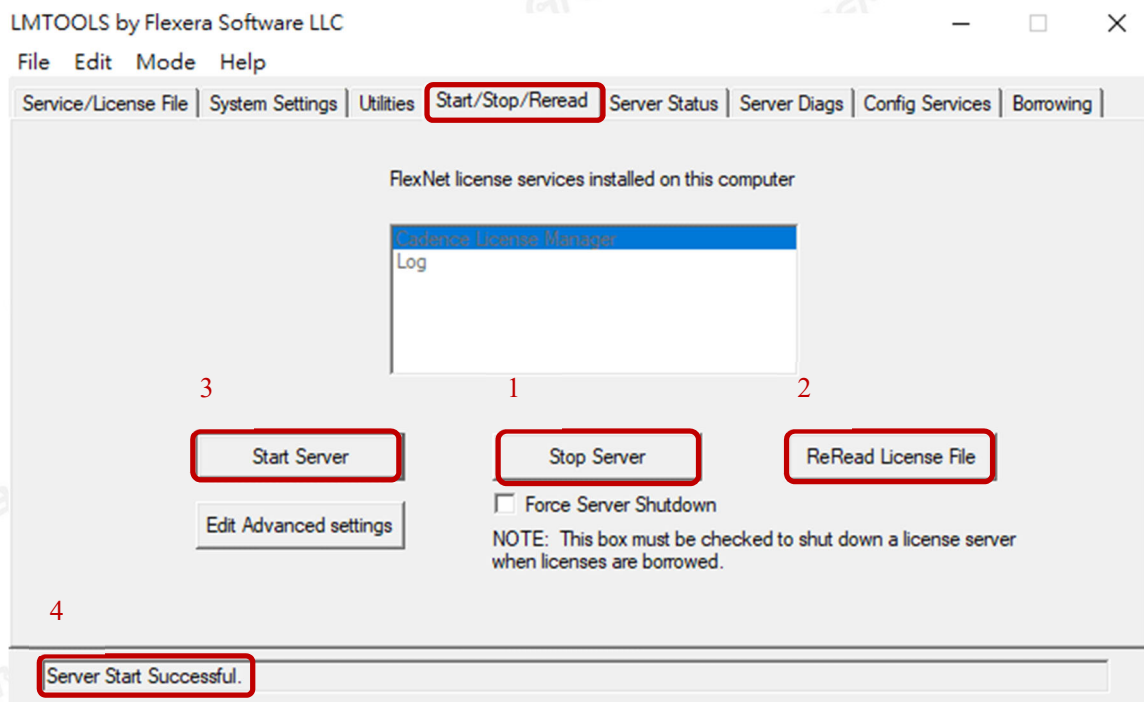 LMTOOLS by Flexera Software LLC
File Edit Mode Help
Service/License File System Settings Utilities Start/Stop/Reread Server Status Server Diags Config Services Borrowing
FlexNet license services installed on this computer
Cadence License Manager
Log
3 1 2
Start Server Stop Server ReRead License File
Force Server Shutdown
Edit Advanced settings
NOTE: This box must be checked to shut down a license server
when licenses are borrowed.
4
Server Start Successful.